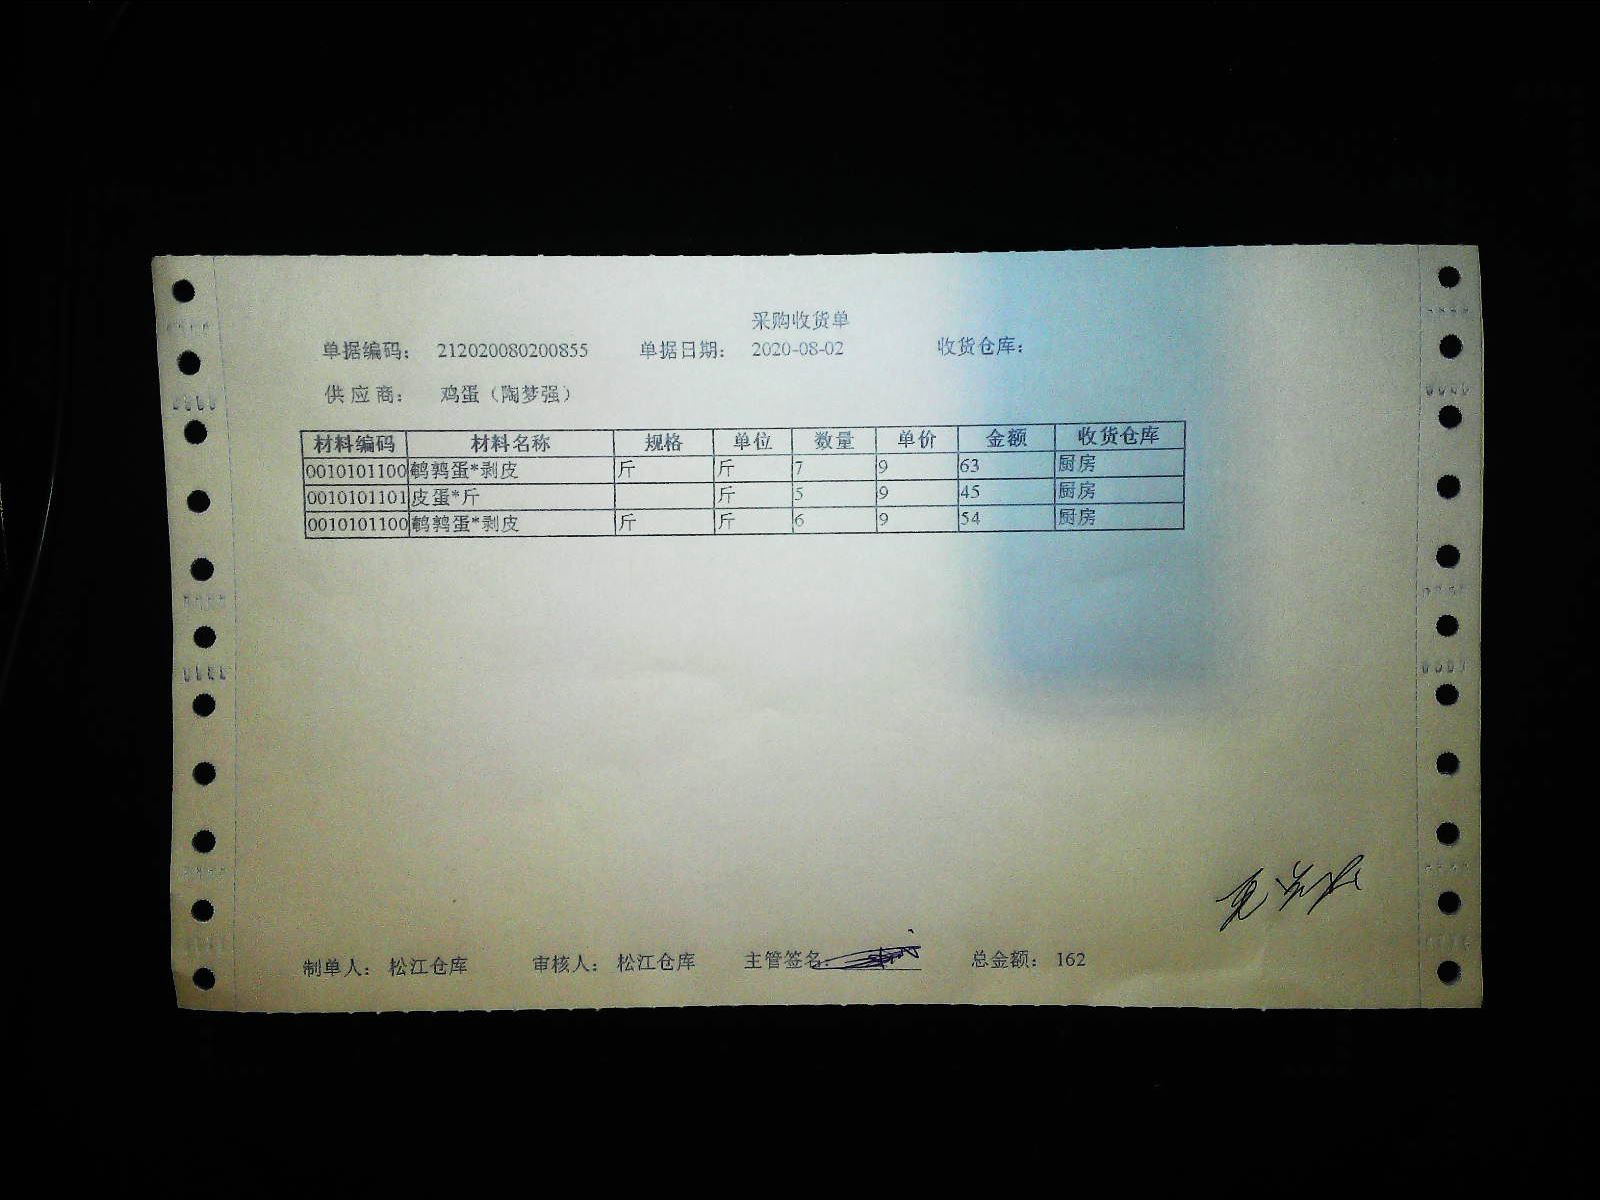 采购收货单
单据编码: 212020080200855 单据日期: 2020-08-02 收货仓库:
供应商: 鸡蛋（陶梦强）
材料编码 材料名称 规格 单位 数量 单价 金额 收货仓库
0010101100 鹌鹑蛋*剥皮 斤 斤 7 9 63 厨房
0010101101 皮蛋*斤 斤 5 9 45 厨房
0010101100 鹌鹑蛋*剥皮 斤 斤 6 9 54 厨房
制单人: 松江仓库 审核人: 松江仓库 主管签名: 总金额: 162